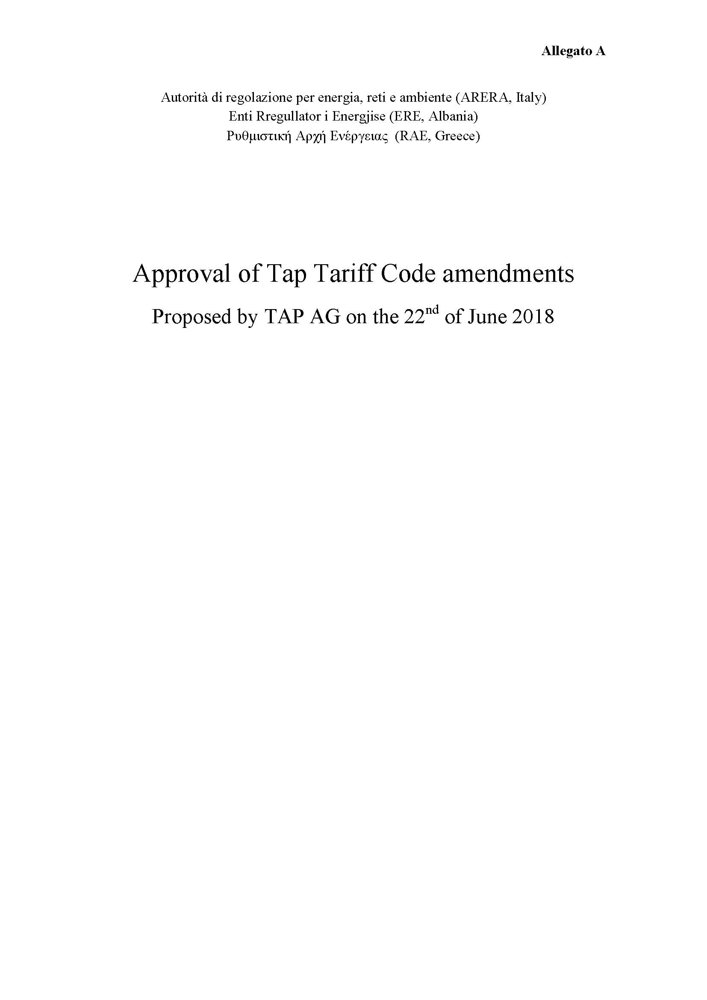 Allegato A
Autorità di regolazione per energia, reti e ambiente (ARERA, Italy)
Enti Rregullator i Energjise (ERE, Albania)
Ρυθμιστική Αρχή Ενέργειας (RAE, Greece)
Approval of Tap Tariff Code amendments
Proposed by TAP AG on the 22nd of June 2018